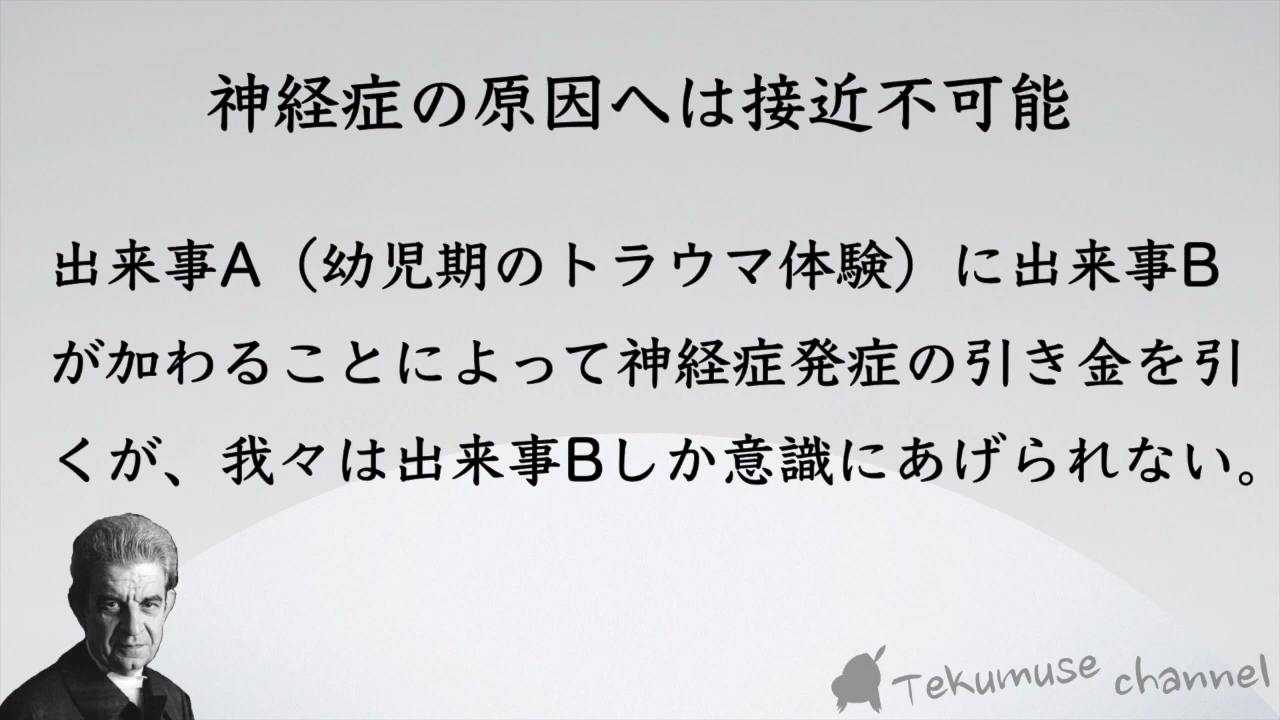 神経症の原因へは接近不可能
出来事A（幼児期のトラウマ体験）に出来事B
が加わることによって神経症発症の引き金を引
くが、我々は出来事Bしか意識にあげられない。
Tekumuse channel